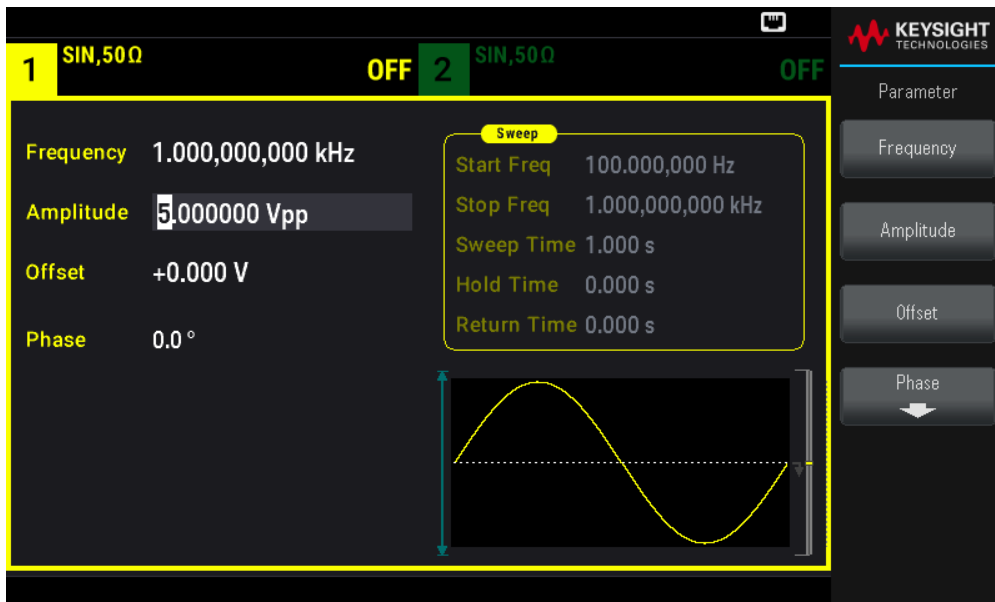 KEYSIGHT
TECHNOLOGIES
1 SIN,50Ω OFF 2 SIN,50Ω OFF
Parameter
Frequency 1.000,000,000 kHz
Amplitude 5.000000 Vpp
Offset +0.000 V
Phase 0.0 °
Sweep
Start Freq 100.000,000 Hz
Stop Freq 1.000,000,000 kHz
Sweep Time 1.000 s
Hold Time 0.000 s
Return Time 0.000 s
Frequency
Amplitude
Offset
Phase